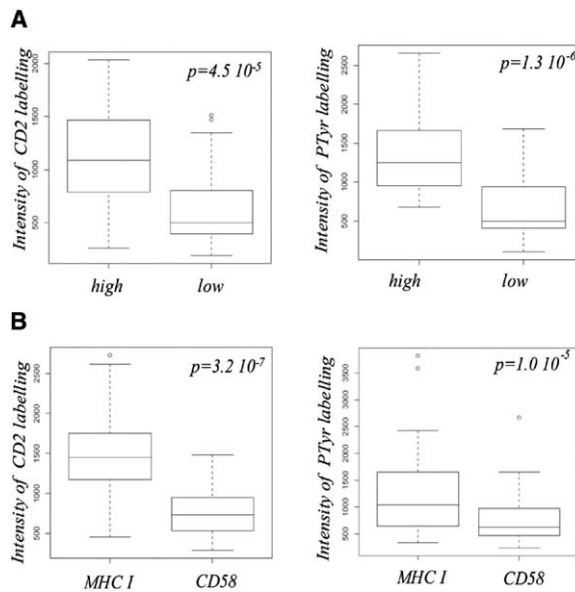 A
Intensity of CD2 labelling
2000
1500
1000
500
p=4.5 10-5
high
low
Intensity of PTyr labelling
2500
2000
1500
1000
500
p=1.3 10-6
high
low
B
Intensity of CD2 labelling
2500
2000
1500
1000
500
p=3.2 10-7
MHC I
CD58
Intensity of PTyr labelling
3500
2500
1500
1000
500
p=1.0 10-5
MHC I
CD58